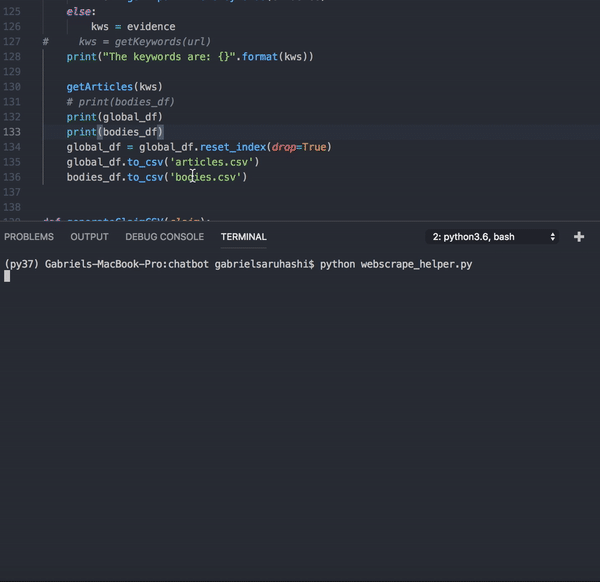 125 else:
126 kws = evidence
127 # kws = getKeywords(url)
128 print("The keywords are: {}".format(kws))
129
130 getArticles(kws)
131 # print(bodies_df)
132 print(global_df)
133 print(bodies_df)
134 global_df = global_df.reset_index(drop=True)
135 global_df.to_csv('articles.csv')
136 bodies_df.to_csv('bodies.csv')
137
138
PROBLEMS OUTPUT DEBUG CONSOLE TERMINAL 2: python3.6, bash
(py37) Gabriels-MacBook-Pro:chatbot gabrielsaruhashi$ python webscrape_helper.py